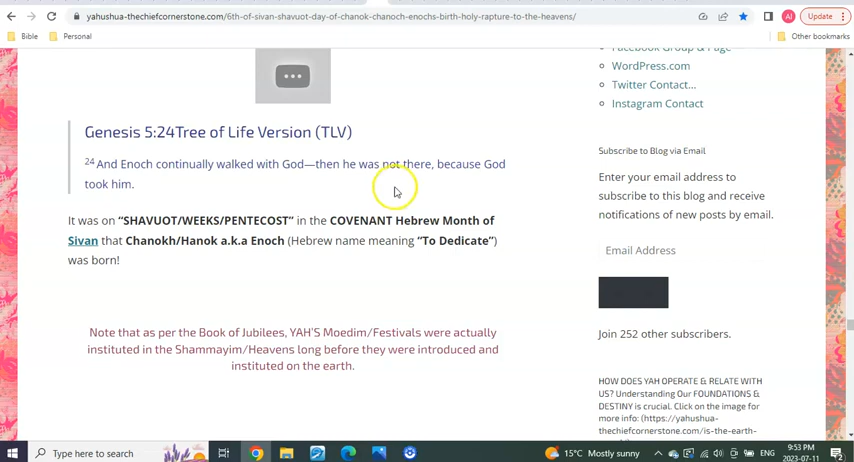 yahushua-thechiefcornerstone.com/6th-of-sivan-shavuot-day-of-chanok-chanoch-enochs-birth-holy-rapture-to-the-heavens/
AI
Update
Bible
Personal
Other bookmarks
Genesis 5:24Tree of Life Version (TLV)
24 And Enoch continually walked with God—then he was not there, because God
took him.
It was on “SHAVUOT/WEEKS/PENTECOST” in the COVENANT Hebrew Month of
Sivan that Chanokh/Hanok a.k.a Enoch (Hebrew name meaning “To Dedicate”)
was born!
Note that as per the Book of Jubilees, YAH’S Moedim/Festivals were actually
instituted in the Shammayim/Heavens long before they were introduced and
instituted on the earth.
Facebook Group & Page
WordPress.com
Twitter Contact…
Instagram Contact
Subscribe to Blog via Email
Enter your email address to
subscribe to this blog and receive
notifications of new posts by email.
Email Address
Join 252 other subscribers.
HOW DOES YAH OPERATE & RELATE WITH
US? Understanding Our FOUNDATIONS &
DESTINY is crucial. Click on the image for
more info: (https://yahushua-
thechiefcornerstone.com/is-the-earth-
Type here to search
15°C Mostly sunny
ENG
9:53 PM
2023-07-11
2